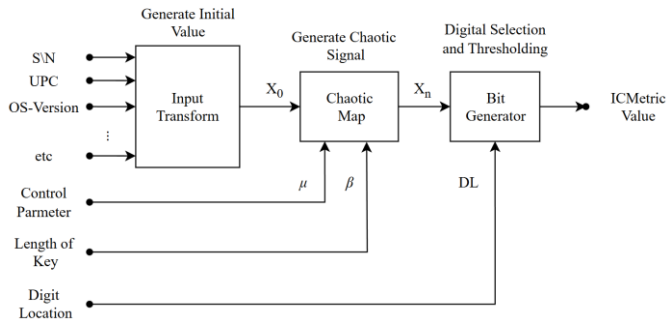 Generate Initial
Value
Generate Chaotic
Signal
Digital Selection
and Thresholding
S\N
UPC
OS-Version
⋮
etc
Input
Transform
X₀
Chaotic
Map
Xₙ
Bit
Generator
ICMetric
Value
μ
β
DL
Control
Parmeter
Length of
Key
Digit
Location